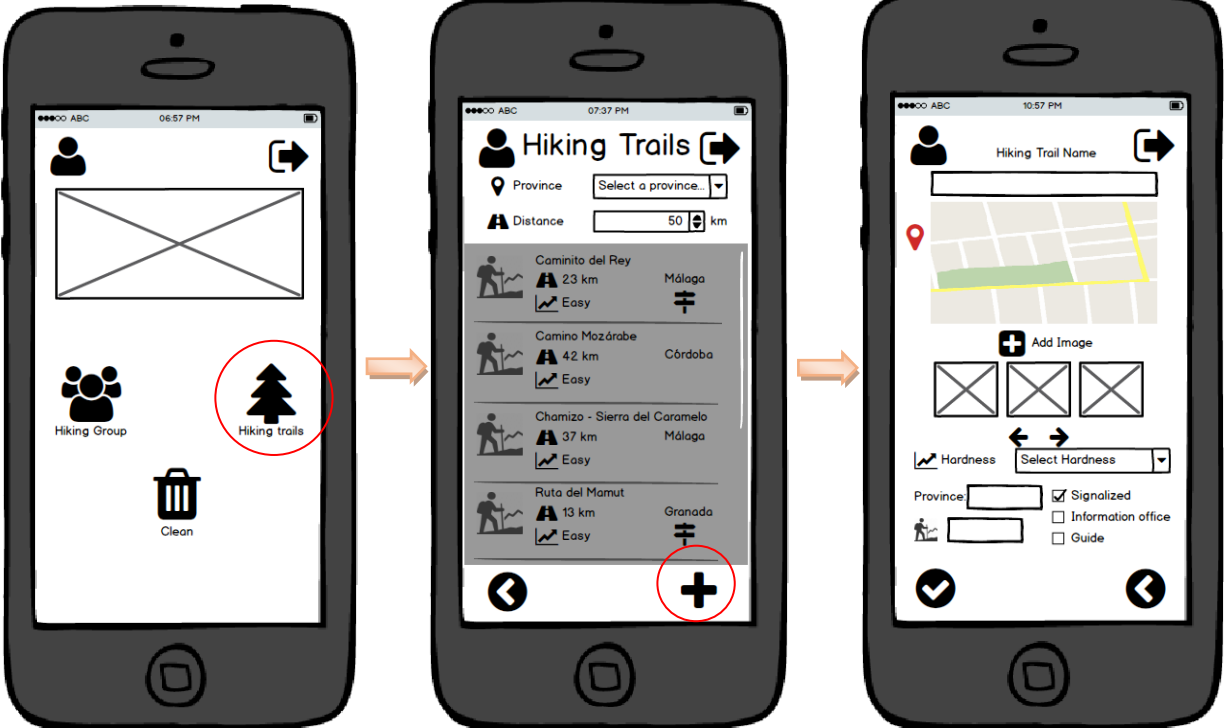 ABC 06:57 PM
Hiking Group
Hiking trails
Clean
ABC 07:37 PM
Hiking Trails
Province Select a province...
Distance 50 km
Caminito del Rey
23 km Málaga
Easy
Camino Mozárabe
42 km Córdoba
Easy
Chamizo - Sierra del Caramelo
37 km Málaga
Easy
Ruta del Mamut
13 km Granada
Easy
ABC 10:57 PM
Hiking Trail Name
Add Image
Hardness Select Hardness
Province: Signalized
Information office
Guide